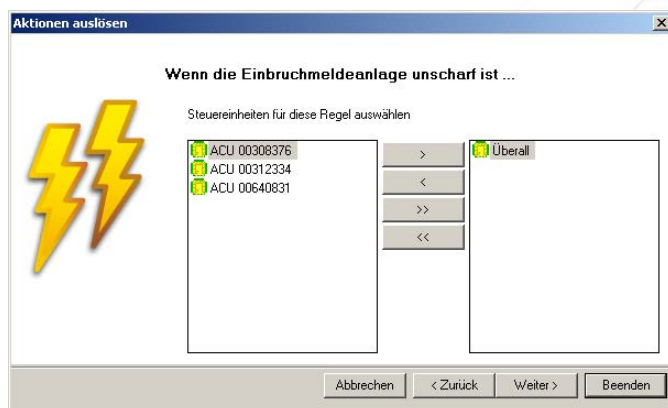 Aktionen auslösen
Wenn die Einbruchmeldeanlage unscharf ist ...
Steuereinheiten für diese Regel auswählen
ACU 00308376
ACU 00312334
ACU 00640831
>
<
>>
<<
Überall
Abbrechen
< Zurück
Weiter >
Beenden